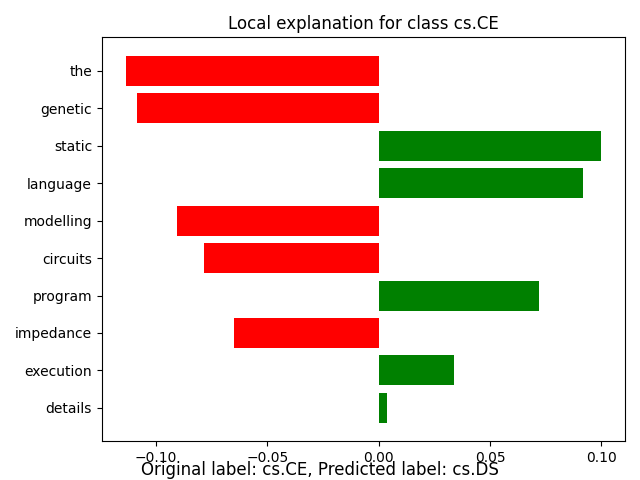 Local explanation for class cs.CE
the
genetic
static
language
modelling
circuits
program
impedance
execution
details
−0.10 −0.05 0.00 0.05 0.10
Original label: cs.CE, Predicted label: cs.DS